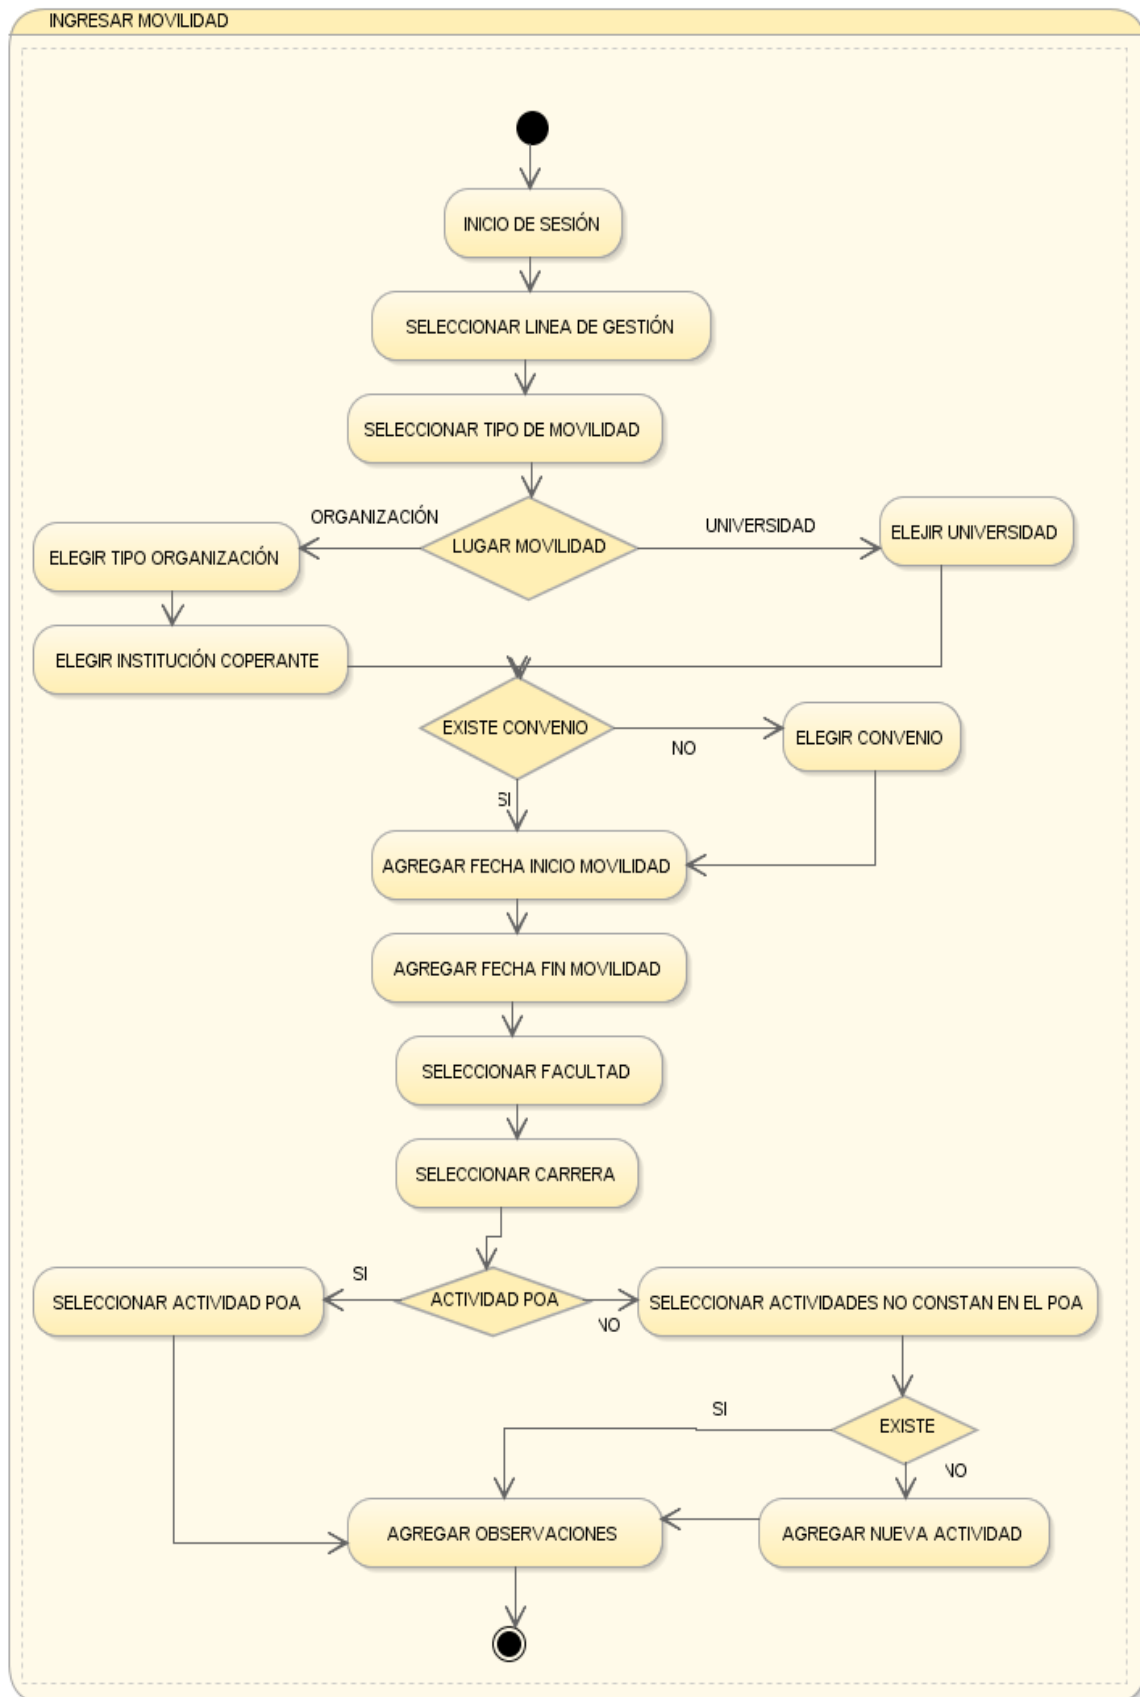 INGRESAR MOVILIDAD
INICIO DE SESIÓN
SELECCIONAR LINEA DE GESTIÓN
SELECCIONAR TIPO DE MOVILIDAD
ORGANIZACIÓN
LUGAR MOVILIDAD
UNIVERSIDAD
ELEJIR UNIVERSIDAD
ELEGIR TIPO ORGANIZACIÓN
ELEGIR INSTITUCIÓN COPERANTE
EXISTE CONVENIO
NO
ELEGIR CONVENIO
SI
AGREGAR FECHA INICIO MOVILIDAD
AGREGAR FECHA FIN MOVILIDAD
SELECCIONAR FACULTAD
SELECCIONAR CARRERA
SI
ACTIVIDAD POA
NO
SELECCIONAR ACTIVIDAD POA
SELECCIONAR ACTIVIDADES NO CONSTAN EN EL POA
SI
EXISTE
NO
AGREGAR OBSERVACIONES
AGREGAR NUEVA ACTIVIDAD